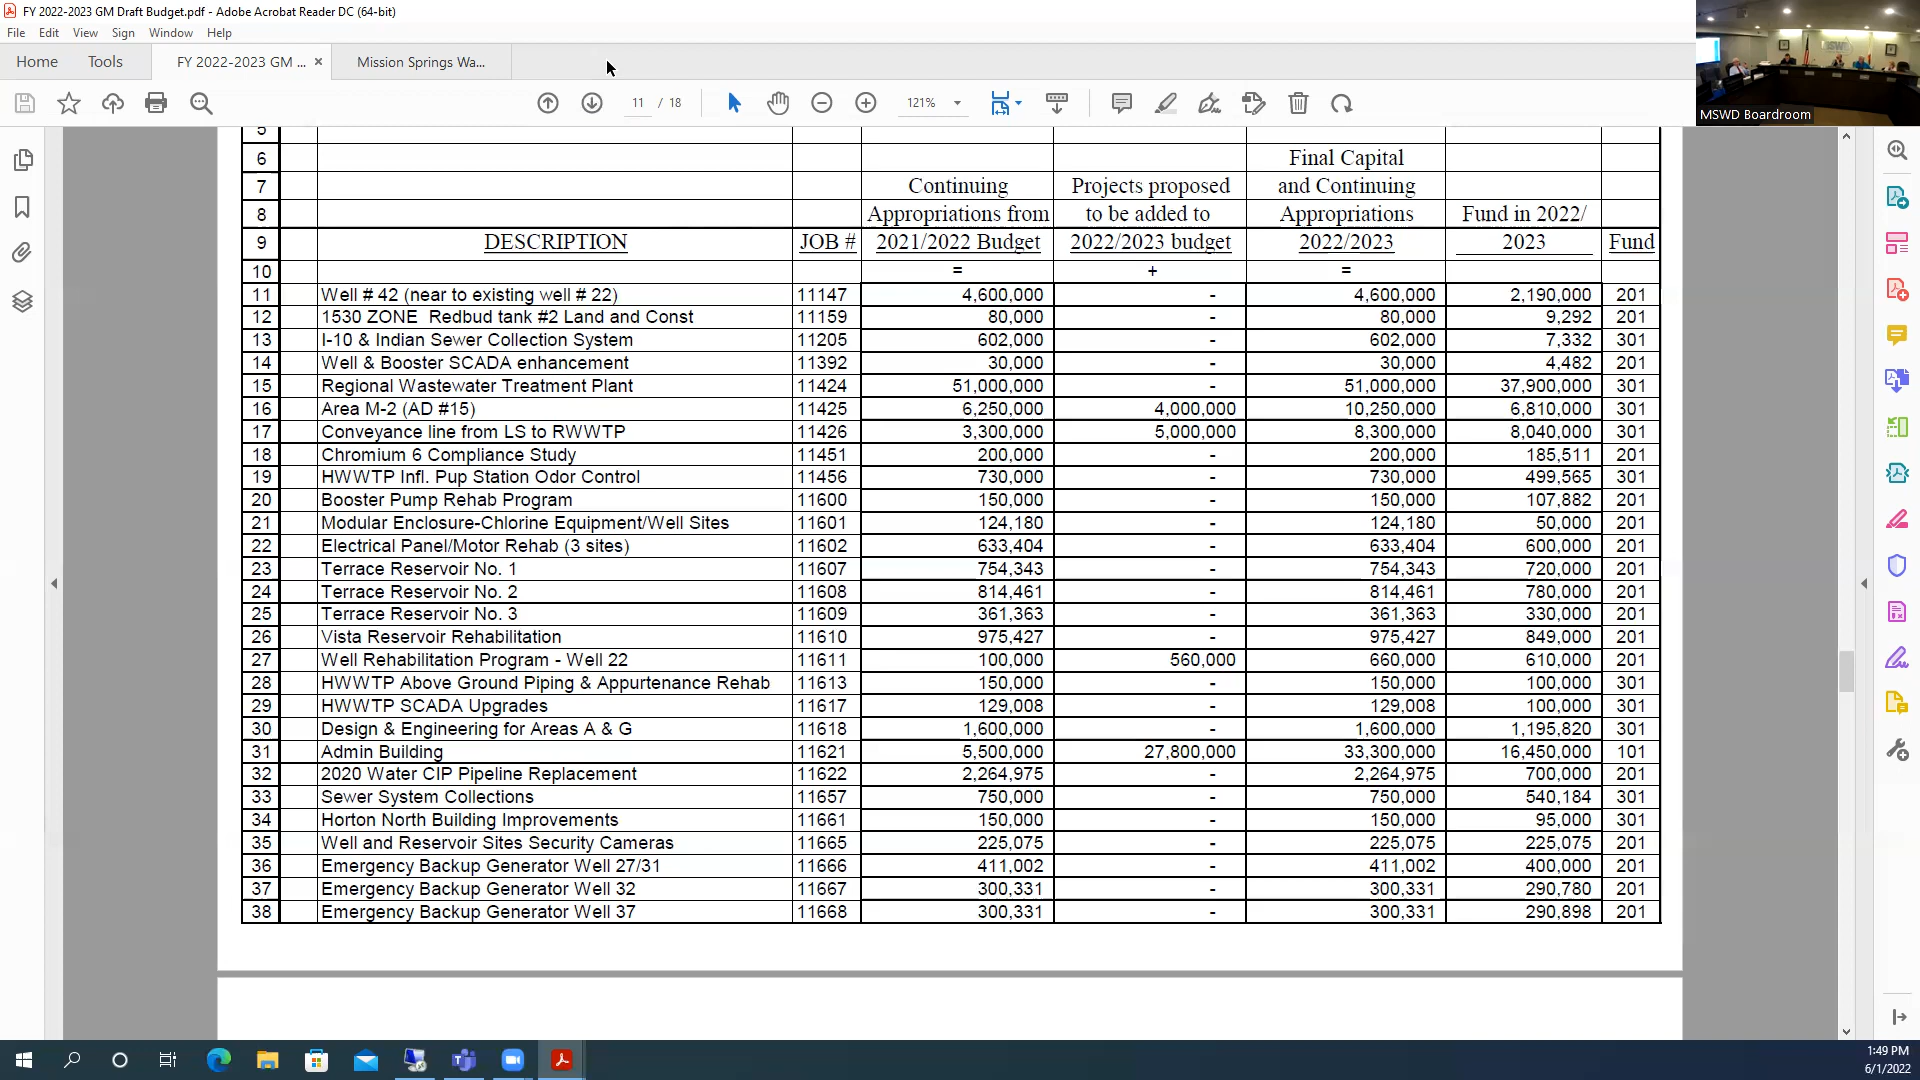 FY 2022-2023 GM Draft Budget.pdf - Adobe Acrobat Reader DC (64-bit)
File Edit View Sign Window Help
Home Tools FY 2022-2023 GM ... × Mission Springs Wa...
11 / 18 121%
MSWD Boardroom
5
6 Final Capital
7 Continuing Projects proposed and Continuing
8 Appropriations from to be added to Appropriations Fund in 2022/
9 DESCRIPTION JOB # 2021/2022 Budget 2022/2023 budget 2022/2023 2023 Fund
10 = + =
11 Well # 42 (near to existing well # 22) 11147 4,600,000 - 4,600,000 2,190,000 201
12 1530 ZONE Redbud tank #2 Land and Const 11159 80,000 - 80,000 9,292 201
13 I-10 & Indian Sewer Collection System 11205 602,000 - 602,000 7,332 301
14 Well & Booster SCADA enhancement 11392 30,000 - 30,000 4,482 201
15 Regional Wastewater Treatment Plant 11424 51,000,000 - 51,000,000 37,900,000 301
16 Area M-2 (AD #15) 11425 6,250,000 4,000,000 10,250,000 6,810,000 301
17 Conveyance line from LS to RWWTP 11426 3,300,000 5,000,000 8,300,000 8,040,000 301
18 Chromium 6 Compliance Study 11451 200,000 - 200,000 185,511 201
19 HWWTP Infl. Pup Station Odor Control 11456 730,000 - 730,000 499,565 301
20 Booster Pump Rehab Program 11600 150,000 - 150,000 107,882 201
21 Modular Enclosure-Chlorine Equipment/Well Sites 11601 124,180 - 124,180 50,000 201
22 Electrical Panel/Motor Rehab (3 sites) 11602 633,404 - 633,404 600,000 201
23 Terrace Reservoir No. 1 11607 754,343 - 754,343 720,000 201
24 Terrace Reservoir No. 2 11608 814,461 - 814,461 780,000 201
25 Terrace Reservoir No. 3 11609 361,363 - 361,363 330,000 201
26 Vista Reservoir Rehabilitation 11610 975,427 - 975,427 849,000 201
27 Well Rehabilitation Program - Well 22 11611 100,000 560,000 660,000 610,000 201
28 HWWTP Above Ground Piping & Appurtenance Rehab 11613 150,000 - 150,000 100,000 301
29 HWWTP SCADA Upgrades 11617 129,008 - 129,008 100,000 301
30 Design & Engineering for Areas A & G 11618 1,600,000 - 1,600,000 1,195,820 301
31 Admin Building 11621 5,500,000 27,800,000 33,300,000 16,450,000 101
32 2020 Water CIP Pipeline Replacement 11622 2,264,975 - 2,264,975 700,000 201
33 Sewer System Collections 11657 750,000 - 750,000 540,184 301
34 Horton North Building Improvements 11661 150,000 - 150,000 95,000 301
35 Well and Reservoir Sites Security Cameras 11665 225,075 - 225,075 225,075 201
36 Emergency Backup Generator Well 27/31 11666 411,002 - 411,002 400,000 201
37 Emergency Backup Generator Well 32 11667 300,331 - 300,331 290,780 201
38 Emergency Backup Generator Well 37 11668 300,331 - 300,331 290,898 201
1:49 PM
6/1/2022